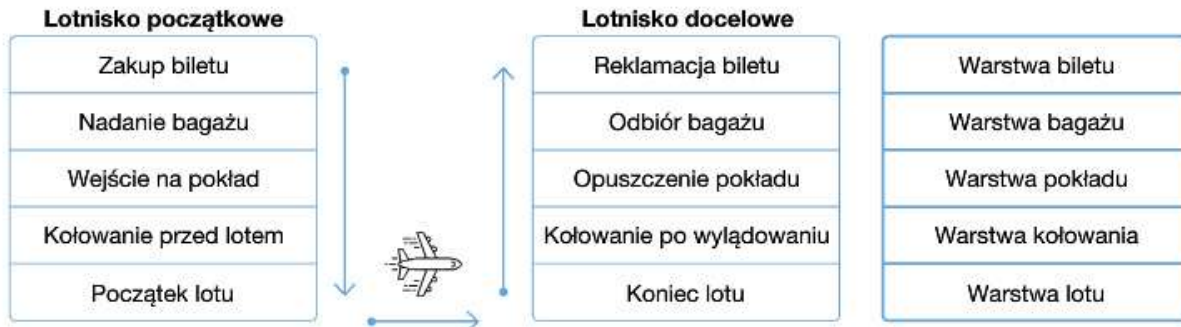 Lotnisko początkowe
Zakup biletu
Nadanie bagażu
Wejście na pokład
Kołowanie przed lotem
Początek lotu
Lotnisko docelowe
Reklamacja biletu
Odbiór bagażu
Opuszczenie pokładu
Kołowanie po wylądowaniu
Koniec lotu
Warstwa biletu
Warstwa bagażu
Warstwa pokładu
Warstwa kołowania
Warstwa lotu